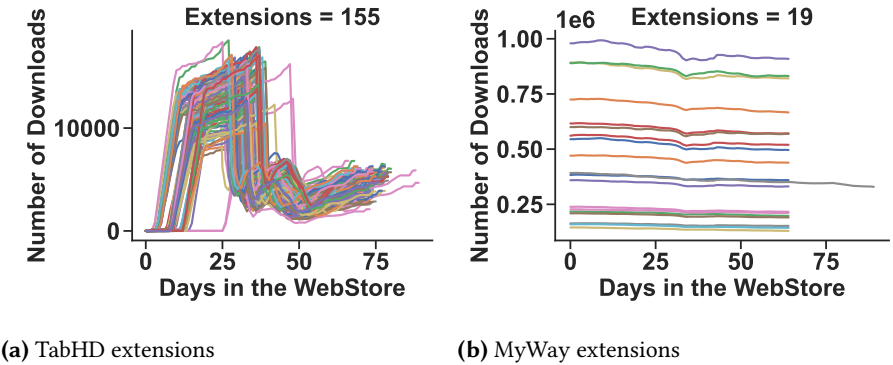 Extensions = 155
Number of Downloads
10000
0
0 25 50 75
Days in the WebStore
(a) TabHD extensions
1e6 Extensions = 19
Number of Downloads
1.00
0.75
0.50
0.25
0 25 50 75
Days in the WebStore
(b) MyWay extensions